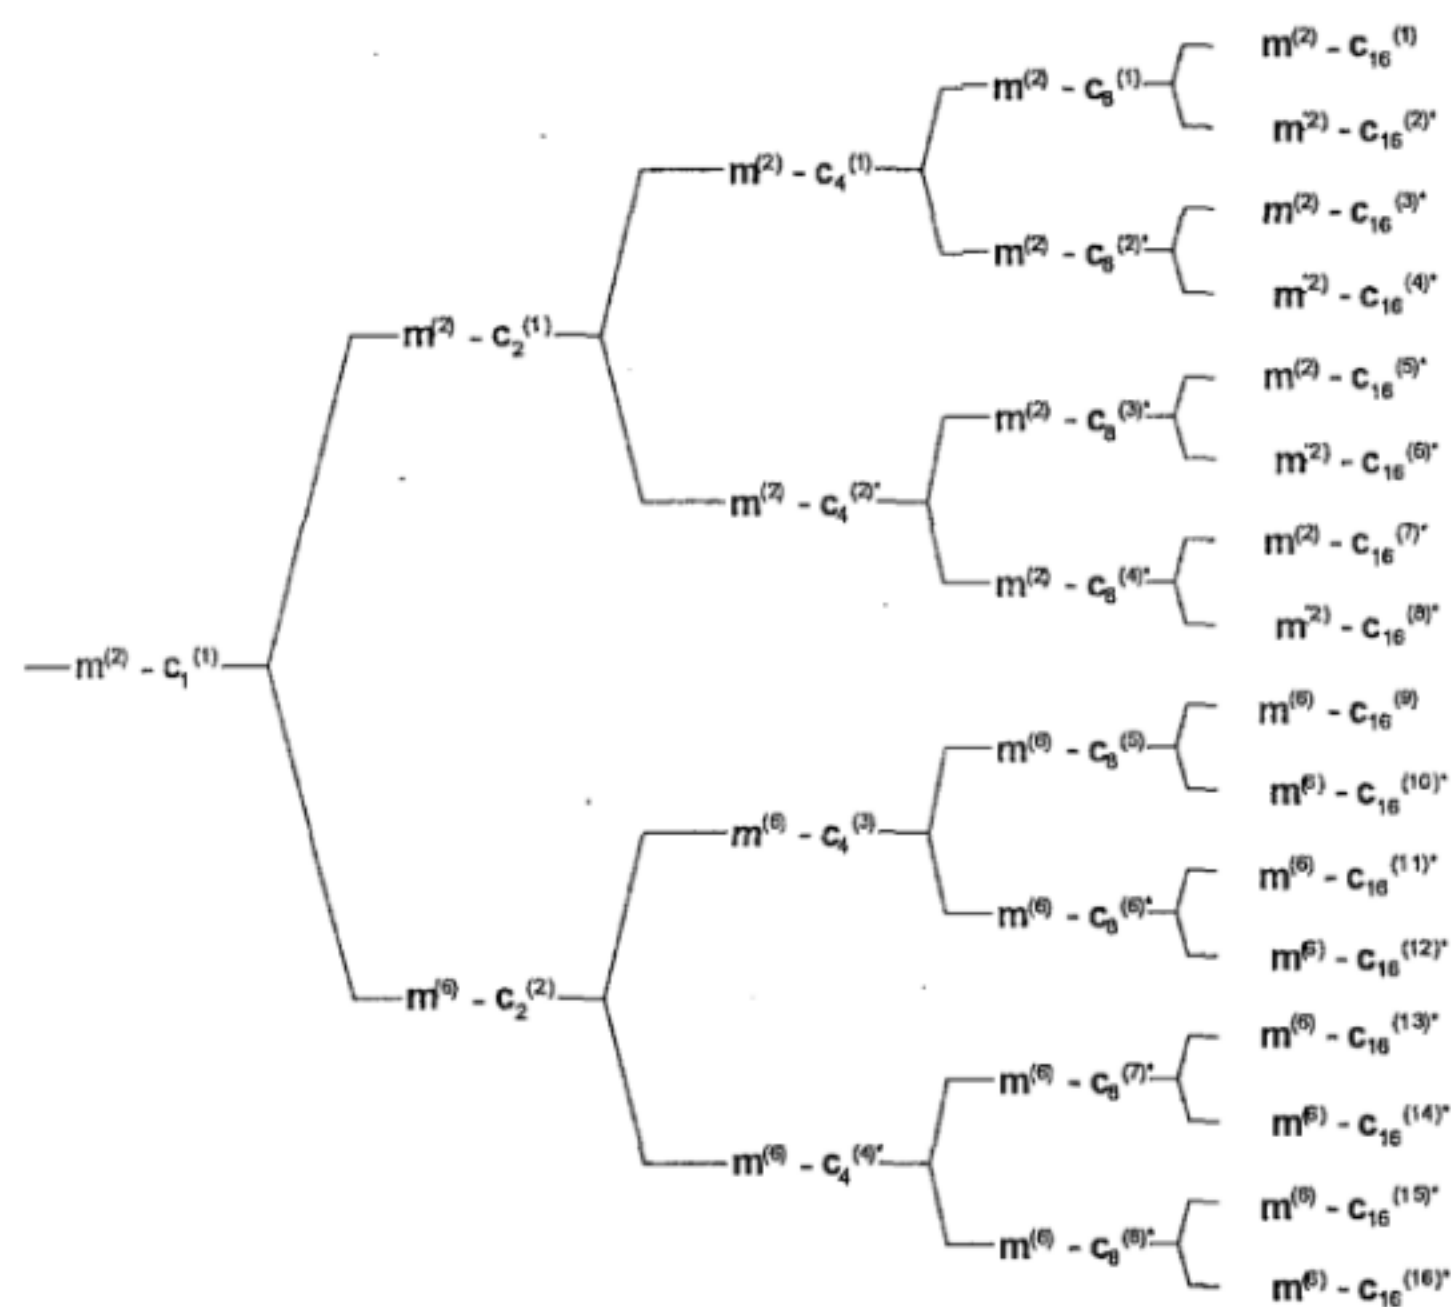 m⁽²⁾ - c₁₆⁽¹⁾
m⁽²⁾ - c₈⁽¹⁾
m⁽²⁾ - c₁₆⁽²⁾*
m⁽²⁾ - c₄⁽¹⁾
m⁽²⁾ - c₁₆⁽³⁾*
m⁽²⁾ - c₈⁽²⁾*
m⁽²⁾ - c₁₆⁽⁴⁾*
m⁽²⁾ - c₂⁽¹⁾
m⁽²⁾ - c₁₆⁽⁵⁾*
m⁽²⁾ - c₈⁽³⁾*
m⁽²⁾ - c₁₆⁽⁶⁾*
m⁽²⁾ - c₄⁽²⁾*
m⁽²⁾ - c₁₆⁽⁷⁾*
m⁽²⁾ - c₈⁽⁴⁾*
m⁽²⁾ - c₁₆⁽⁸⁾*
m⁽²⁾ - c₁⁽¹⁾
m⁽⁶⁾ - c₁₆⁽⁹⁾
m⁽⁶⁾ - c₈⁽⁵⁾
m⁽⁶⁾ - c₁₆⁽¹⁰⁾*
m⁽⁶⁾ - c₄⁽³⁾
m⁽⁶⁾ - c₁₆⁽¹¹⁾*
m⁽⁶⁾ - c₈⁽⁶⁾*
m⁽⁶⁾ - c₁₆⁽¹²⁾*
m⁽⁶⁾ - c₂⁽²⁾
m⁽⁶⁾ - c₁₆⁽¹³⁾*
m⁽⁶⁾ - c₈⁽⁷⁾*
m⁽⁶⁾ - c₁₆⁽¹⁴⁾*
m⁽⁶⁾ - c₄⁽⁴⁾*
m⁽⁶⁾ - c₁₆⁽¹⁵⁾*
m⁽⁶⁾ - c₈⁽⁸⁾*
m⁽⁶⁾ - c₁₆⁽¹⁶⁾*